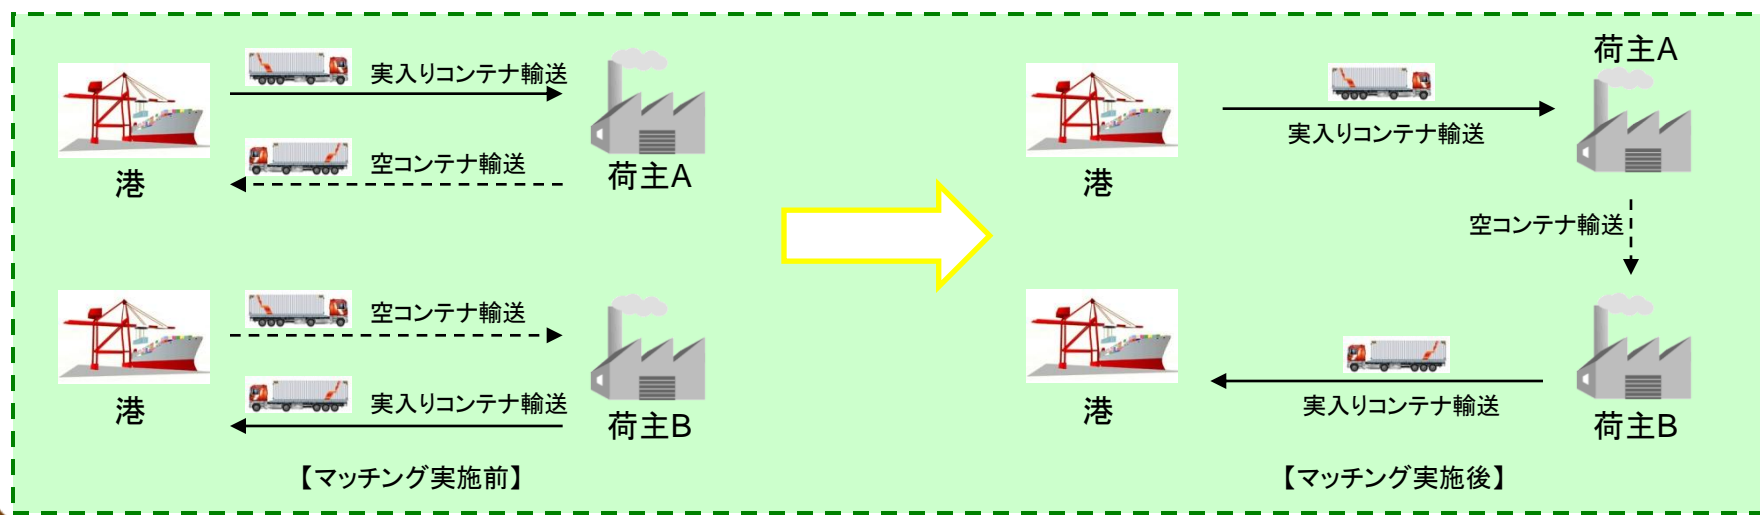 実入りコンテナ輸送
空コンテナ輸送
港
荷主A
空コンテナ輸送
実入りコンテナ輸送
港
荷主B
【マッチング実施前】
荷主A
実入りコンテナ輸送
港
空コンテナ輸送
実入りコンテナ輸送
港
荷主B
【マッチング実施後】